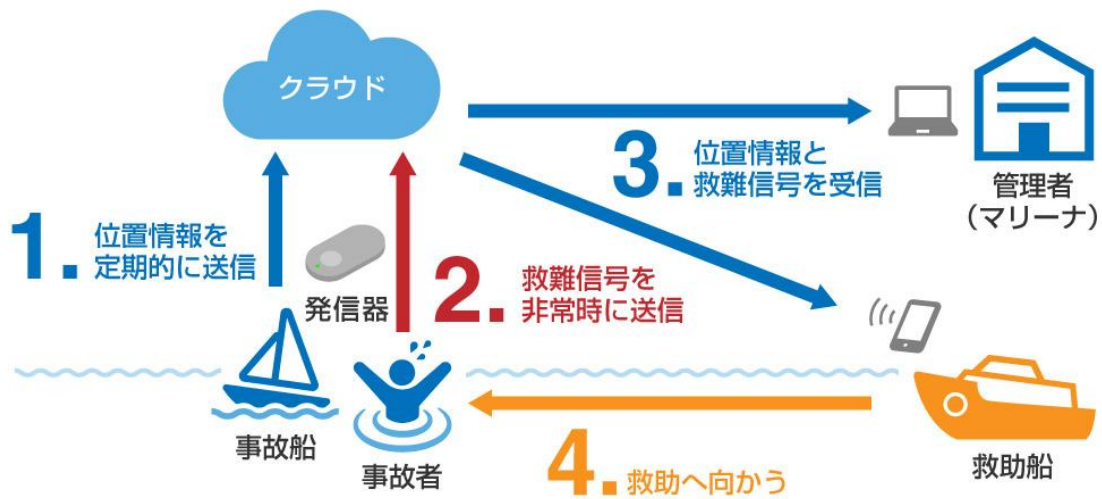 クラウド
1. 位置情報を
定期的に送信
発信器
2. 救難信号を
非常時に送信
3. 位置情報と
救難信号を受信
管理者
（マリーナ）
事故船
事故者
4. 救助へ向かう
救助船